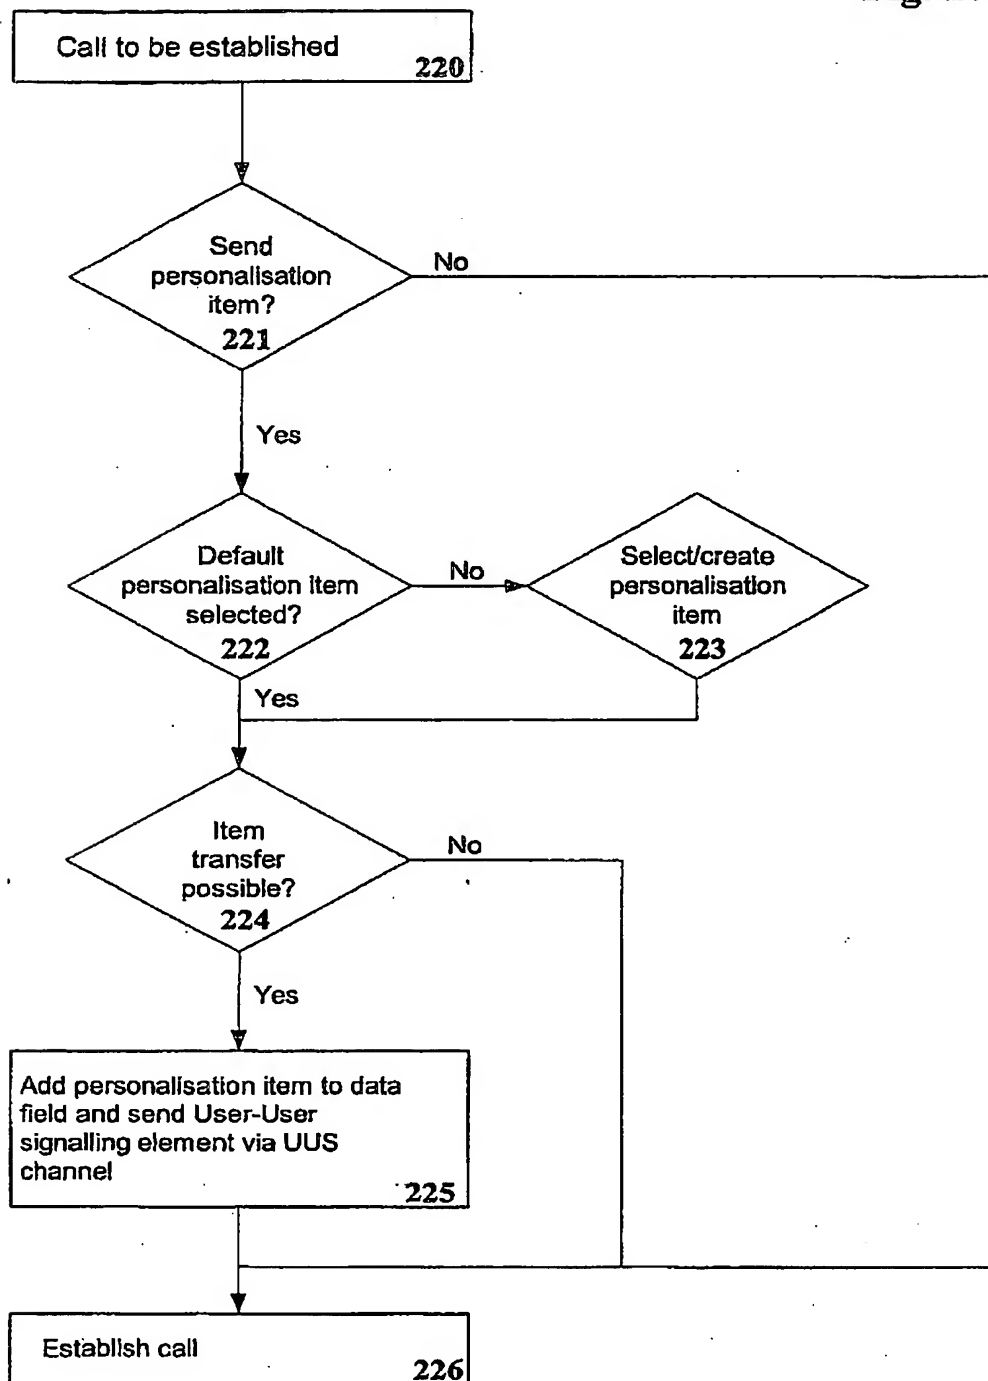 Call to be established
220
Send
personalisation
item?
221
No
Yes
Default
personalisation item
selected?
222
No
Select/create
personalisation
item
223
Yes
Item
transfer
possible?
224
No
Yes
Add personalisation item to data
field and send User-User
signalling element via UUS
channel
225
Establish call
226